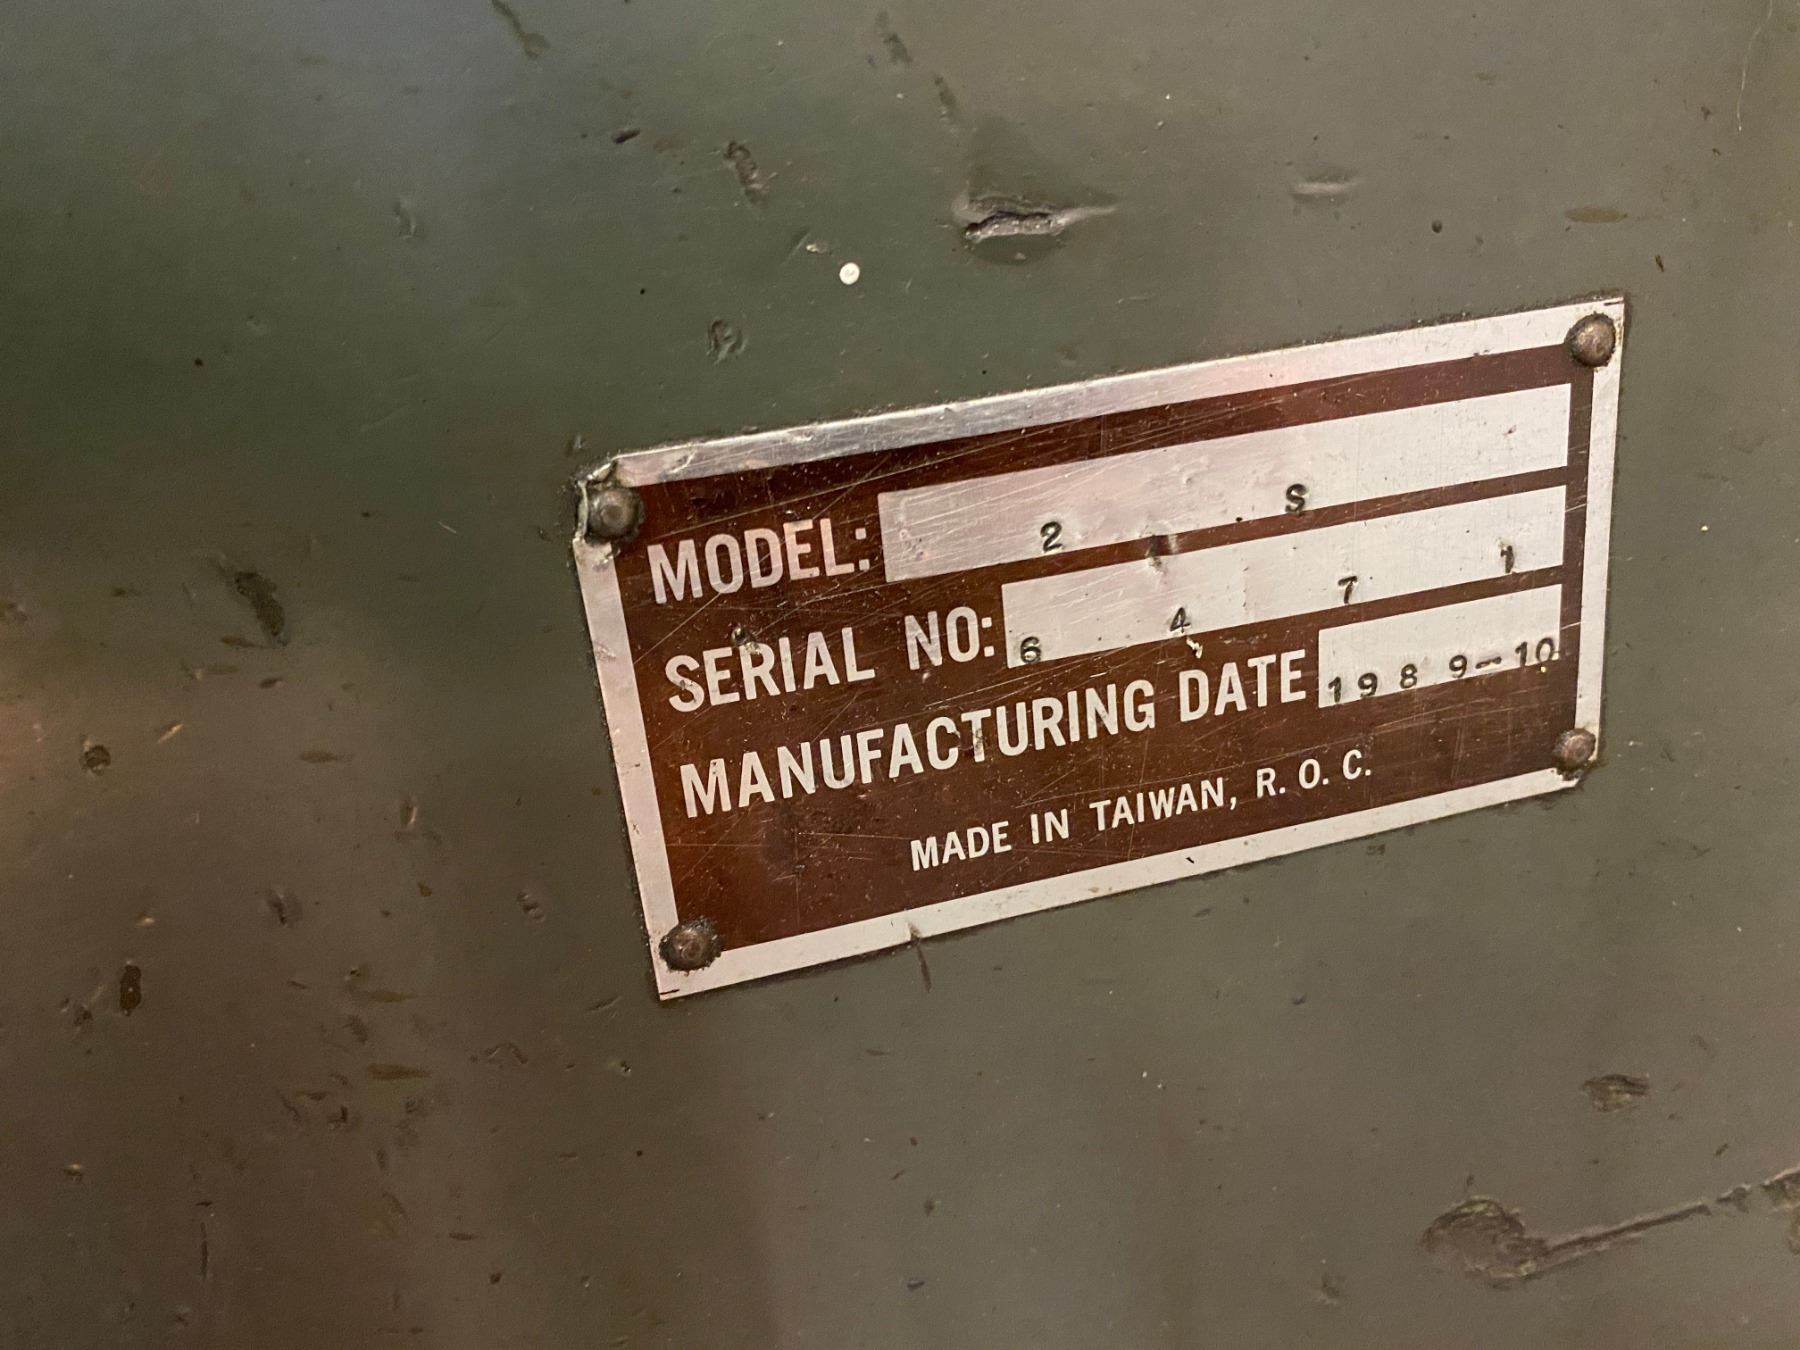 MODEL: 2 S
SERIAL NO: 6 4 7 1
MANUFACTURING DATE 1989-10
MADE IN TAIWAN, R. O. C.